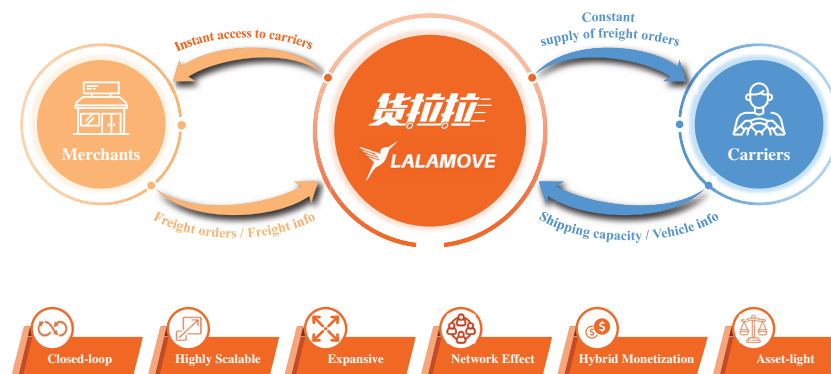 Instant access to carriers
Constant
supply of freight orders
货拉拉
LALAMOVE
Merchants
Carriers
Freight orders / Freight info
Shipping capacity / Vehicle info
$
$
Closed-loop
Highly Scalable
Expansive
Network Effect
Hybrid Monetization
Asset-light